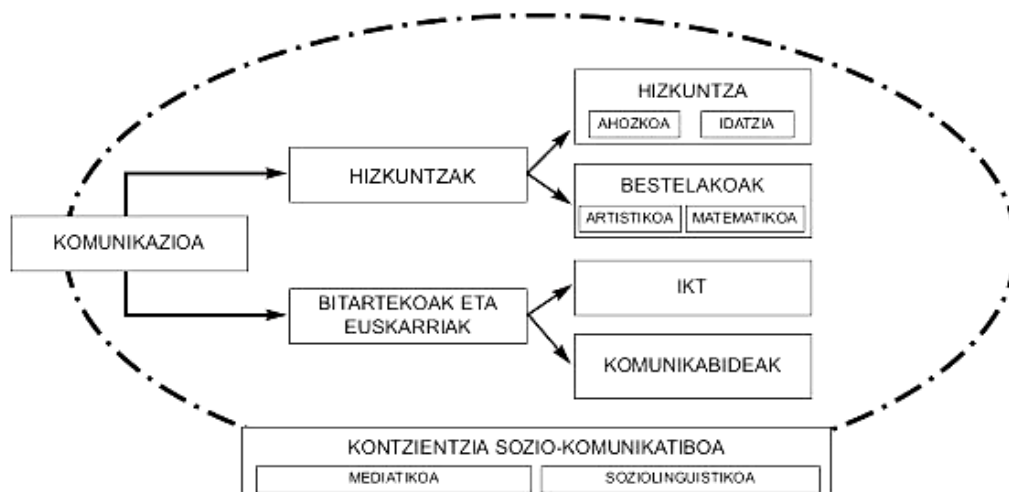 HIZKUNTZA
AHOZKOA
IDATZIA
HIZKUNTZAK
BESTELAKOAK
ARTISTIKOA
MATEMATIKOA
KOMUNIKAZIOA
IKT
BITARTEKOAK ETA
EUSKARRIAK
KOMUNIKABIDEAK
KONTZIENTZIA SOZIO-KOMUNIKATIBOA
MEDIATIKOA
SOZIOLINGUISTIKOA